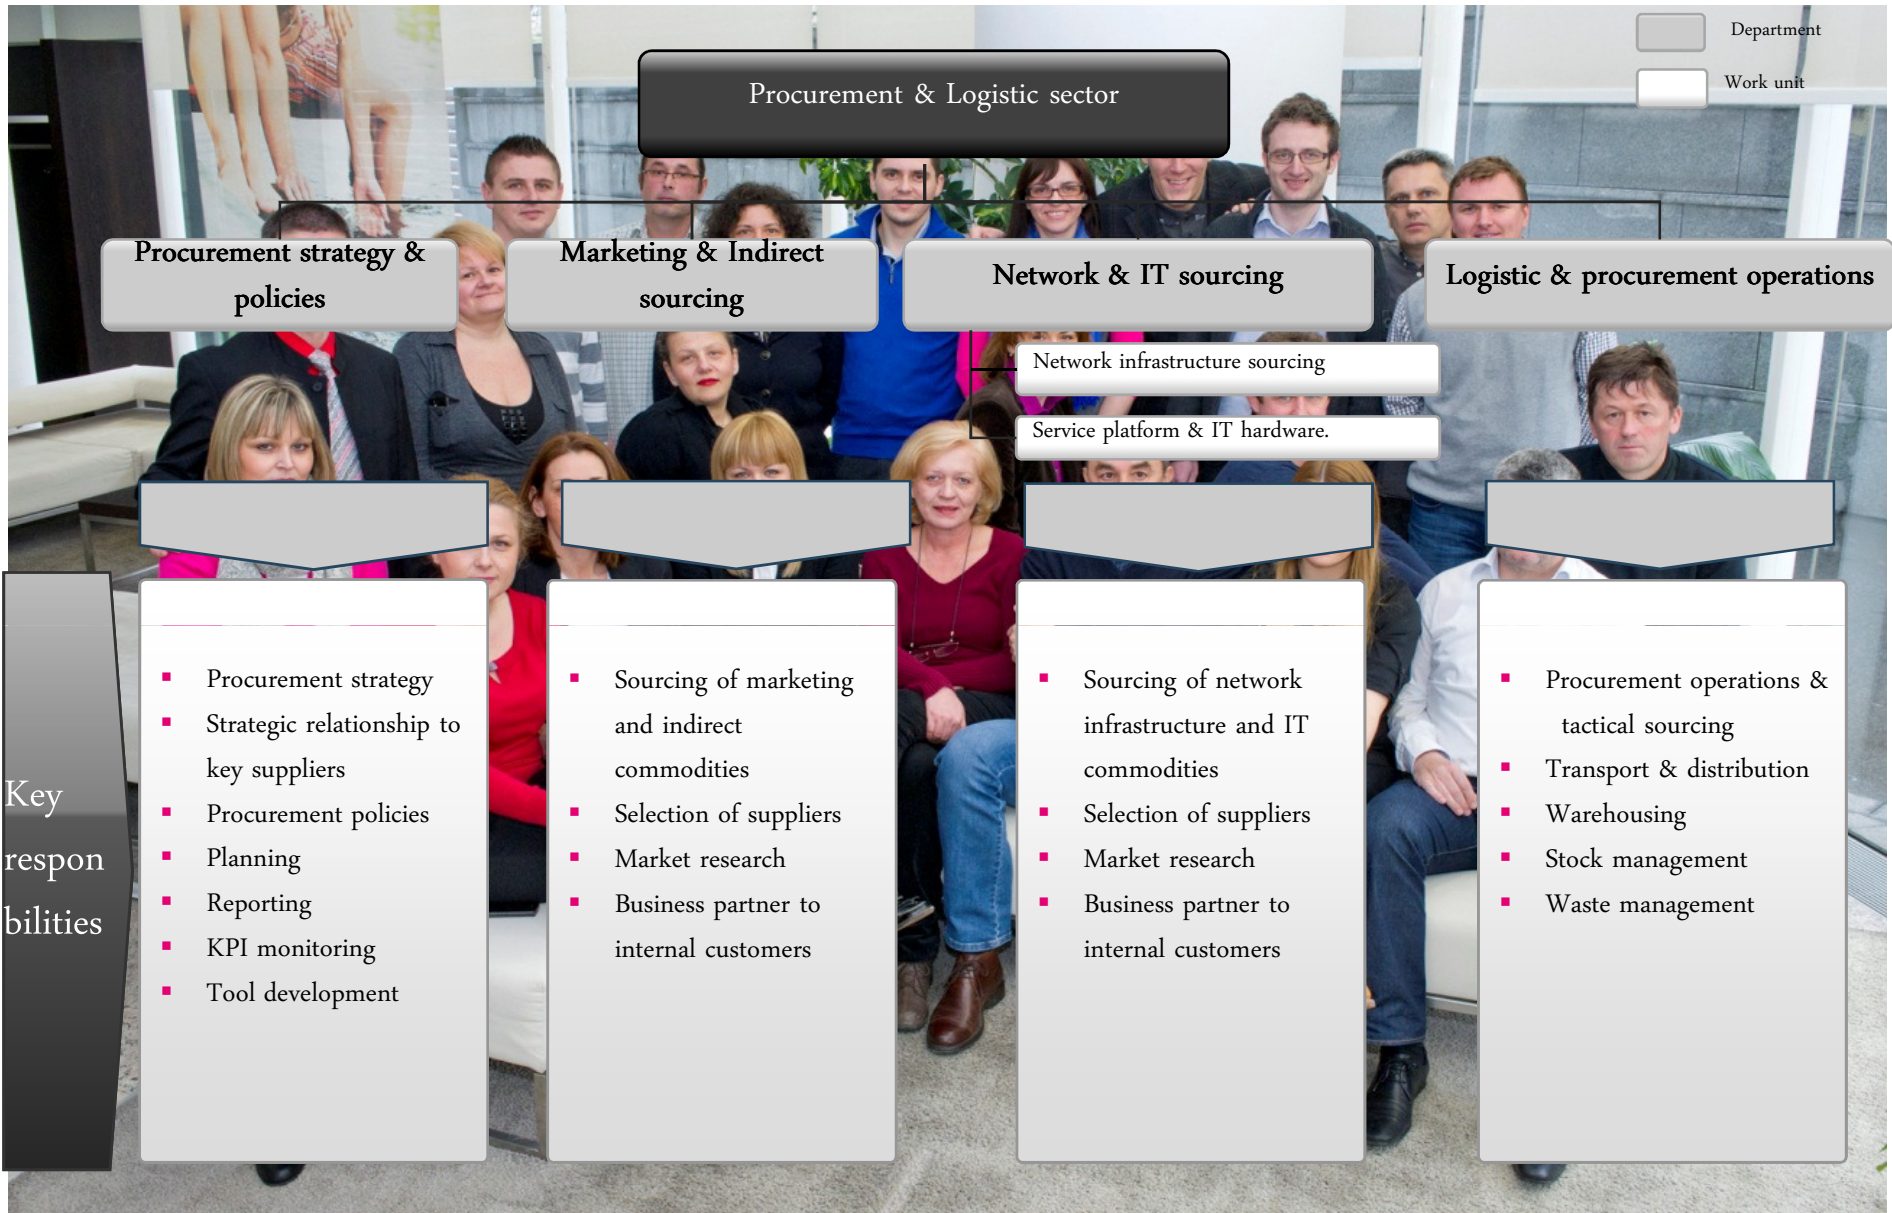 Department
Work unit
Procurement & Logistic sector
Procurement strategy &
policies
Marketing & Indirect
sourcing
Network & IT sourcing
Logistic & procurement operations
Network infrastructure sourcing
Service platform & IT hardware.
Key
respon
bilities
▪ Procurement strategy
▪ Strategic relationship to
key suppliers
▪ Procurement policies
▪ Planning
▪ Reporting
▪ KPI monitoring
▪ Tool development
▪ Sourcing of marketing
and indirect
commodities
▪ Selection of suppliers
▪ Market research
▪ Business partner to
internal customers
▪ Sourcing of network
infrastructure and IT
commodities
▪ Selection of suppliers
▪ Market research
▪ Business partner to
internal customers
▪ Procurement operations &
tactical sourcing
▪ Transport & distribution
▪ Warehousing
▪ Stock management
▪ Waste management